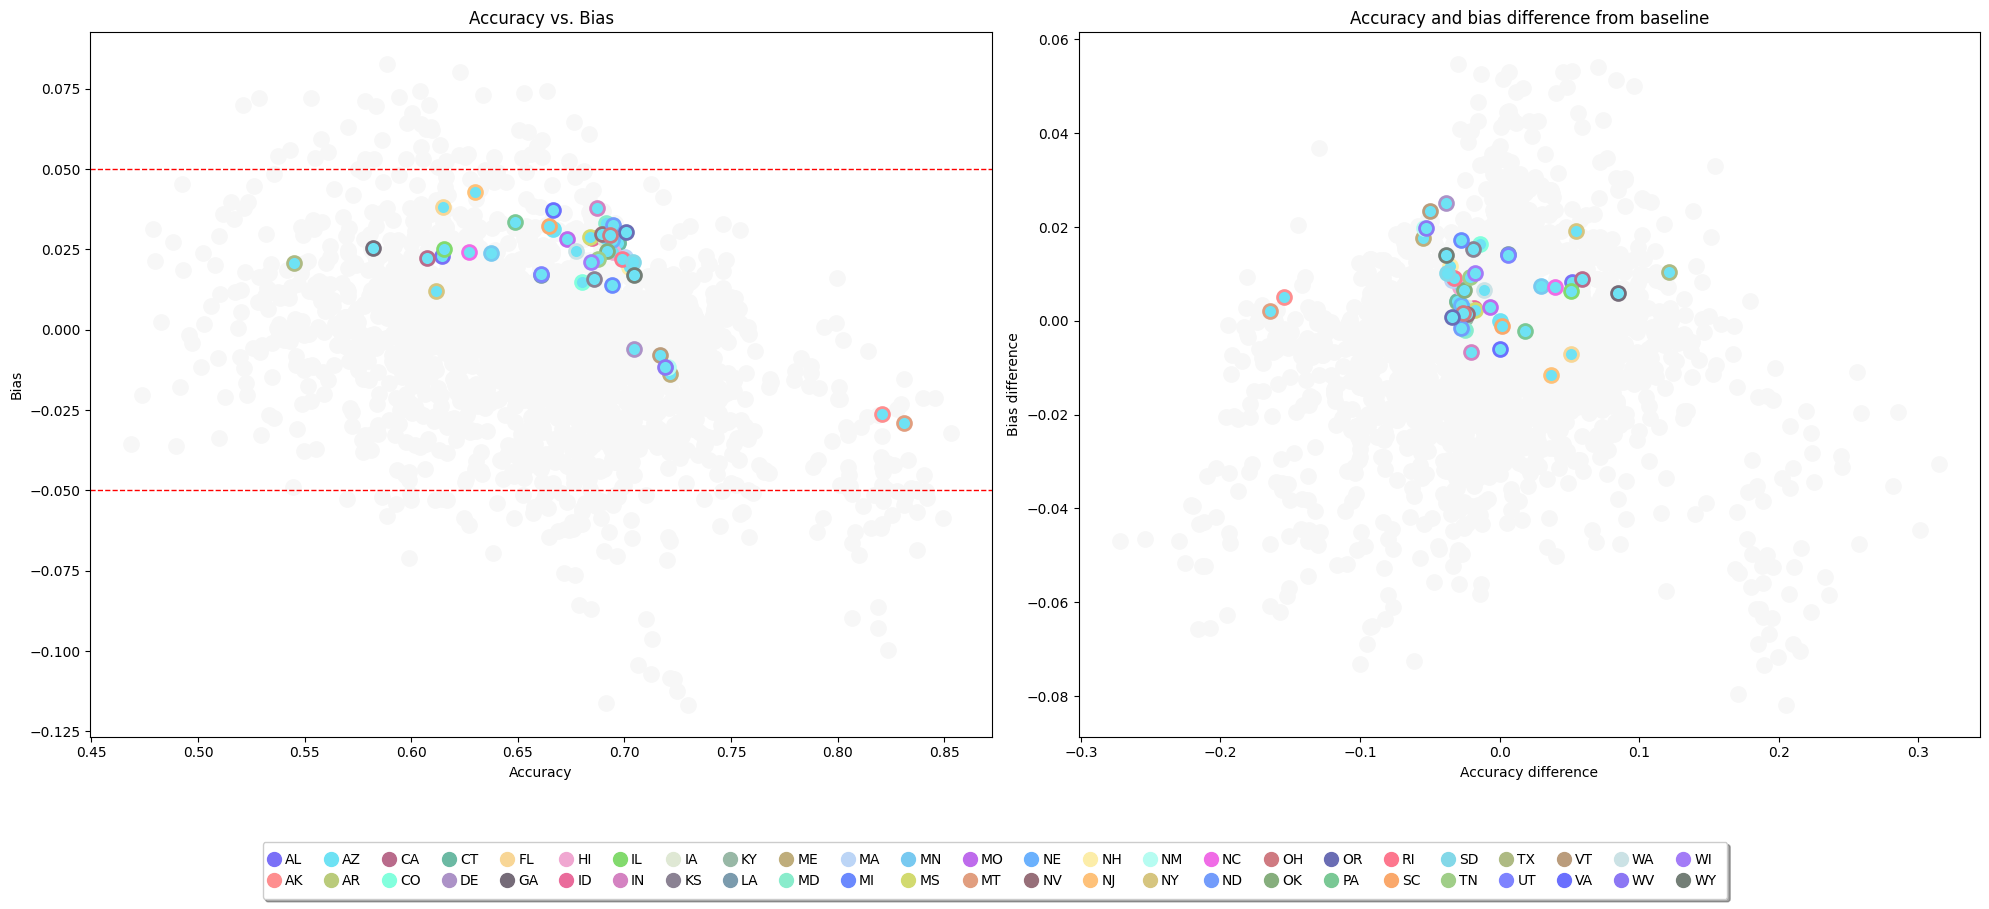 Accuracy vs. Bias
Accuracy and bias difference from baseline
0.075
0.050
0.025
0.000
−0.025
−0.050
−0.075
−0.100
−0.125
Bias
0.45 0.50 0.55 0.60 0.65 0.70 0.75 0.80 0.85
Accuracy
0.06
0.04
0.02
0.00
−0.02
−0.04
−0.06
−0.08
Bias difference
−0.3 −0.2 −0.1 0.0 0.1 0.2 0.3
Accuracy difference
AL AZ CA CT FL HI IL IA KY ME MA MN MO NE NH NM NC OH OR RI SD TX VT WA WI
AK AR CO DE GA ID IN KS LA MD MI MS MT NV NJ NY ND OK PA SC TN UT VA WV WY